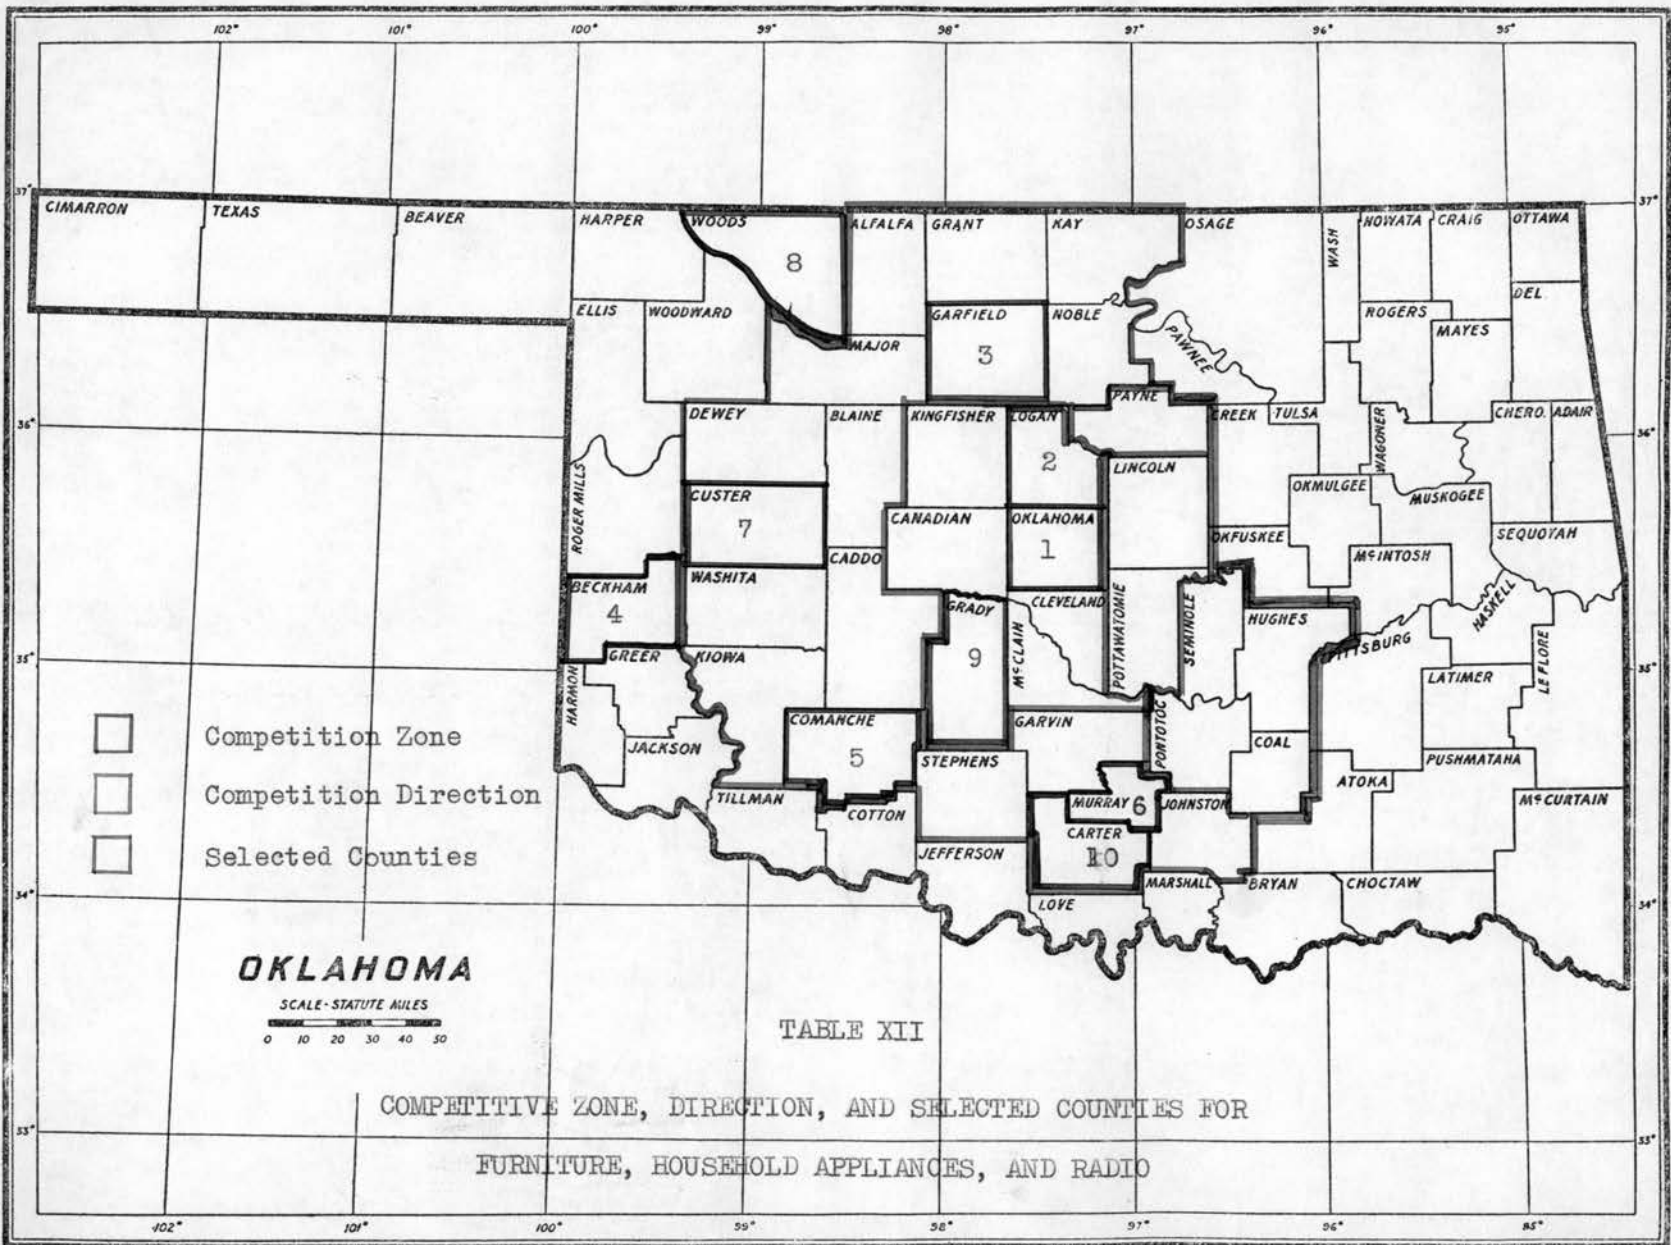 102° 101° 100° 99° 98° 97° 96° 95°
37° 37°
CIMARRON TEXAS BEAVER HARPER WOODS ALFALFA GRANT KAY OSAGE WASH NOWATA CRAIG OTTAWA
8
DEL.
ELLIS WOODWARD GARFIELD NOBLE ROGERS
MAYES
MAJOR 3 PAWNEE
PAYNE
DEWEY BLAINE KINGFISHER LOGAN CREEK TULSA WAGONER CHERO. ADAIR
36° 36°
2 LINCOLN
ROGER MILLS CUSTER OKMULGEE MUSKOGEE
7 CANADIAN OKLAHOMA
1 OKFUSKEE SEQUOYAH
CADDO McINTOSH
BECKHAM WASHITA
4 GRADY CLEVELAND POTTAWATOMIE SEMINOLE HUGHES HASKELL
35° GREER KIOWA 9 McCLAIN PITTSBURG LE FLORE 35°
HARMON LATIMER
COMANCHE GARVIN PONTOTOC
Competition Zone
JACKSON 5 STEPHENS COAL PUSHMATAHA
ATOKA
Competition Direction
TILLMAN COTTON MURRAY 6 JOHNSTON McCURTAIN
CARTER
Selected Counties
JEFFERSON 10
34° MARSHALL BRYAN CHOCTAW 34°
LOVE
OKLAHOMA
SCALE-STATUTE MILES
0 10 20 30 40 50
TABLE XII
COMPETITIVE ZONE, DIRECTION, AND SELECTED COUNTIES FOR
FURNITURE, HOUSEHOLD APPLIANCES, AND RADIO
33° 33°
102° 101° 100° 99° 98° 97° 96° 95°